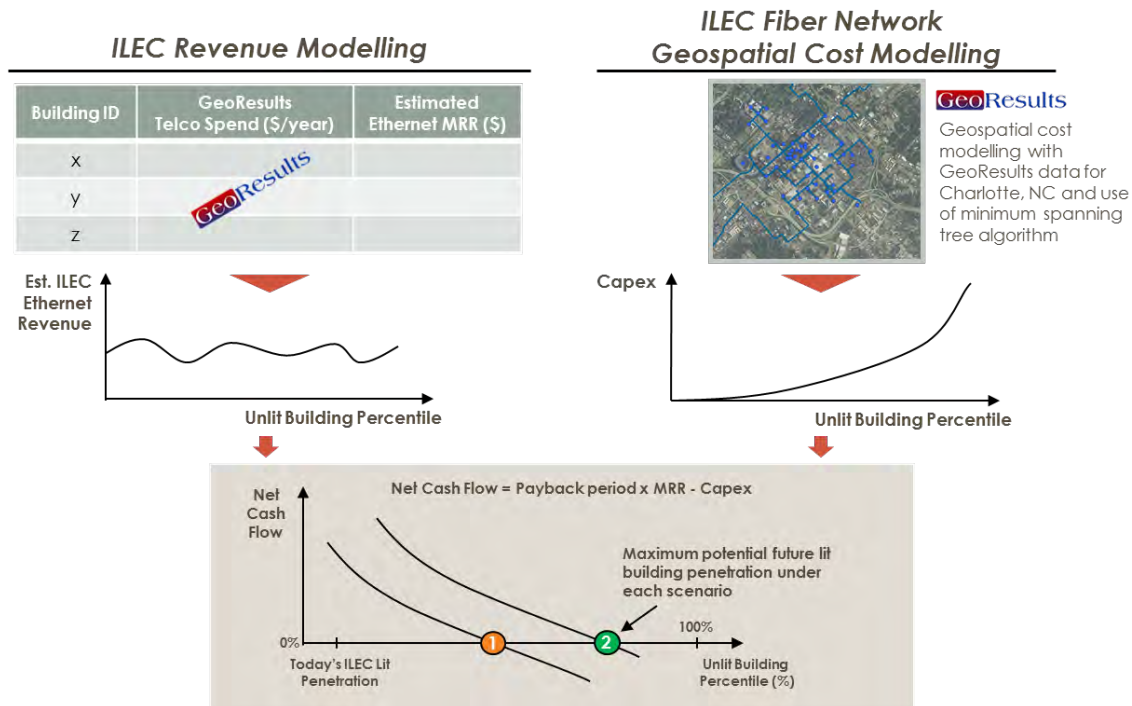 ILEC Revenue Modelling
Building ID
GeoResults
Telco Spend ($/year)
Estimated
Ethernet MRR ($)
x
y
z
GeoResults
Est. ILEC
Ethernet
Revenue
Unlit Building Percentile
ILEC Fiber Network
Geospatial Cost Modelling
GeoResults
Geospatial cost
modelling with
GeoResults data for
Charlotte, NC and use
of minimum spanning
tree algorithm
Capex
Unlit Building Percentile
Net Cash Flow = Payback period x MRR - Capex
Net
Cash
Flow
Maximum potential future lit
building penetration under
each scenario
0%
1
2
100%
Today's ILEC Lit
Penetration
Unlit Building
Percentile (%)